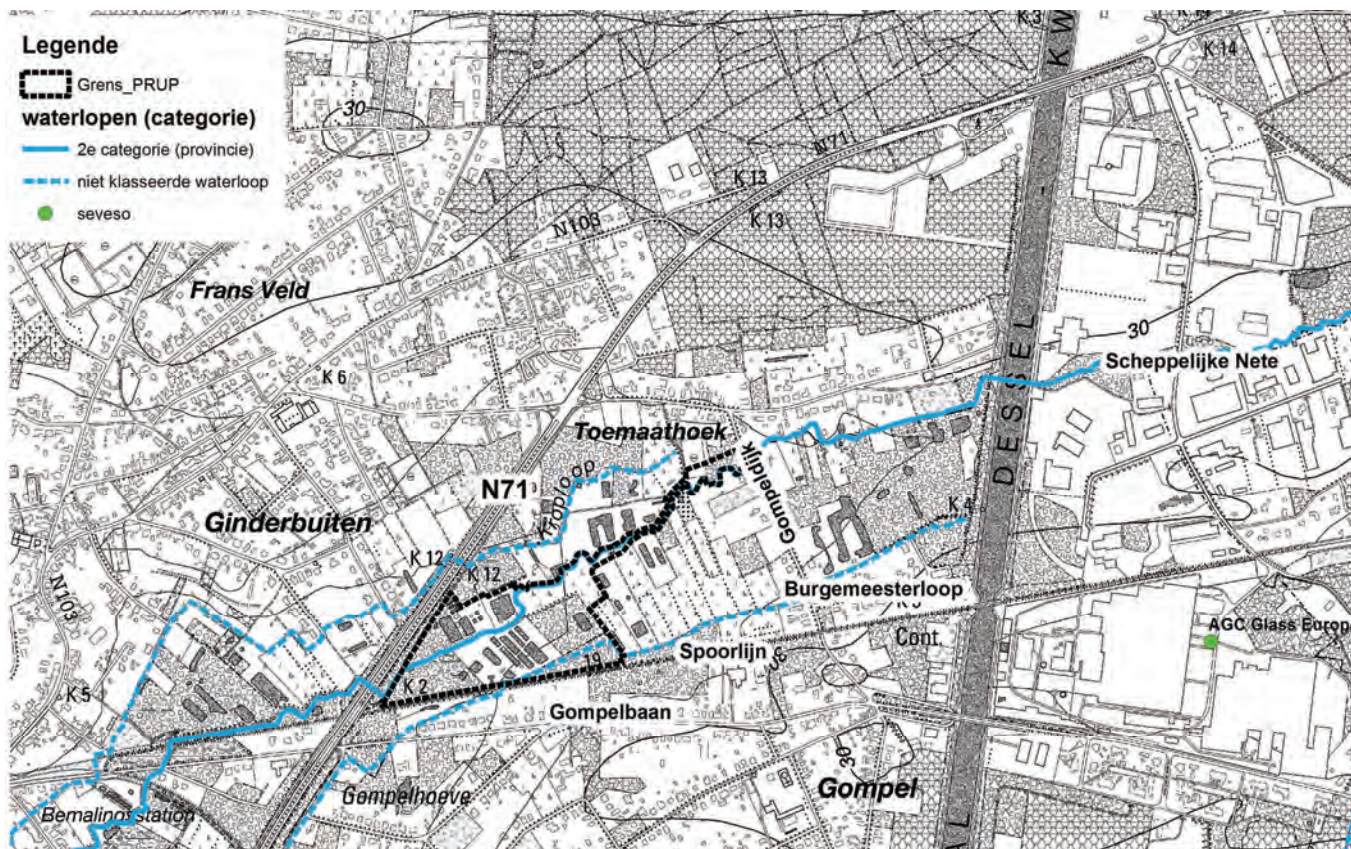 Legende
Grens_PRUP
waterlopen (categorie)
2e categorie (provincie)
niet klasseerde waterloop
seveso
K 3
K 14
K W
30
N71
K 13
K 13
N103
Frans Veld
K 6
30
Scheppelijke Nete
DESSEL
Toemaathoek
Gompeldijk
N71
Ginderbuiten
K 12
K 12
Burgemeesterloop
N103
Cont.
AGC Glass Europ
Spoorlijn
19
K 2
K 5
Gompelbaan
30
Gompelhoeve
Gompel
Bemalingsstation